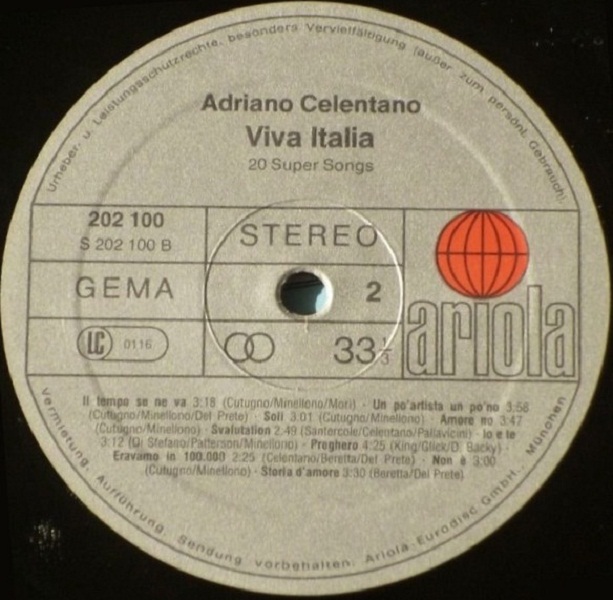 Urheber- u. Leistungsschutzrechte, besonders Vervielfältigung (außer zum persönl. Gebrauch),
Adriano Celentano
Viva Italia
20 Super Songs
202 100
S 202 100 B
STEREO
GEMA
2
LC 0116
33 1/3
ariola
Il tempo se ne va 3:18 (Cutugno/Minellono/Mori) · Un po'artista un po'no 3:58
(Cutugno/Minellono/Del Prete) · Soli 3:01 (Cutugno/Minellono) · Amore no 3:47
(Cutugno/Minellono) · Svalutation 2:49 (Santercole/Celentano/Pallavicini) · Io e te
3:12 (Di Stefano/Patterson/Minellono) · Preghero 4:25 (King/Glick/D. Backy) ·
Eravamo in 100.000 2:25 (Celentano/Beretta/Del Prete) · Non è 3:00
(Cutugno/Minellono) · Storia d'amore 3:30 (Beretta/Del Prete)
Vermietung, Aufführung, Sendung vorbehalten. Ariola-Eurodisc GmbH., München